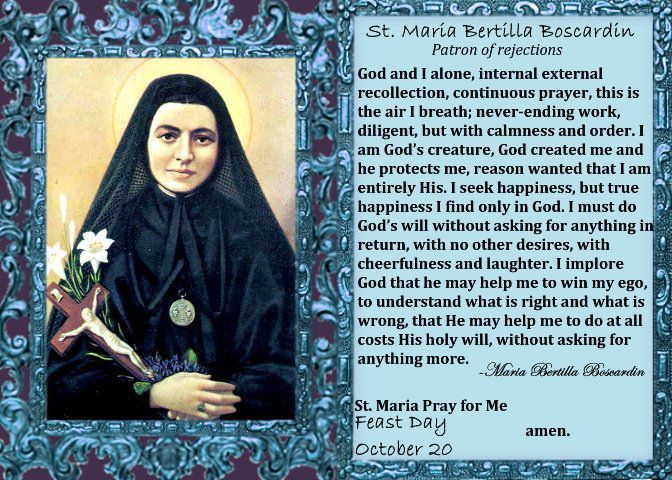 St. Maria Bertilla Boscardin
Patron of rejections
God and I alone, internal external
recollection, continuous prayer, this is
the air I breath; never-ending work,
diligent, but with calmness and order. I
am God's creature, God created me and
he protects me, reason wanted that I am
entirely His. I seek happiness, but true
happiness I find only in God. I must do
God's will without asking for anything in
return, with no other desires, with
cheerfulness and laughter. I implore
God that he may help me to win my ego,
to understand what is right and what is
wrong, that He may help me to do at all
costs His holy will, without asking for
anything more.
-Maria Bertilla Boscardin
St. Maria Pray for Me
Feast Day
amen.
October 20